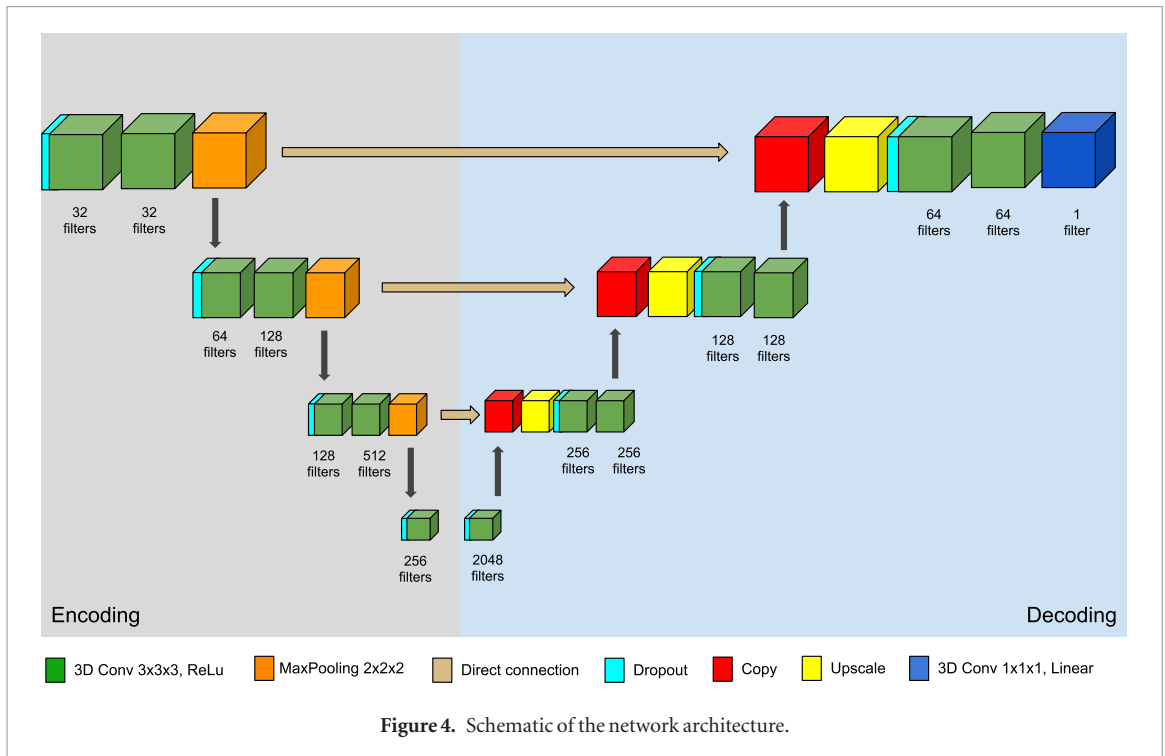 32 filters
32 filters
64 filters
64 filters
1 filter
64 filters
128 filters
128 filters
128 filters
128 filters
512 filters
256 filters
256 filters
256 filters
2048 filters
Encoding
Decoding
3D Conv 3x3x3, ReLu
MaxPooling 2x2x2
Direct connection
Dropout
Copy
Upscale
3D Conv 1x1x1, Linear
Figure 4. Schematic of the network architecture.